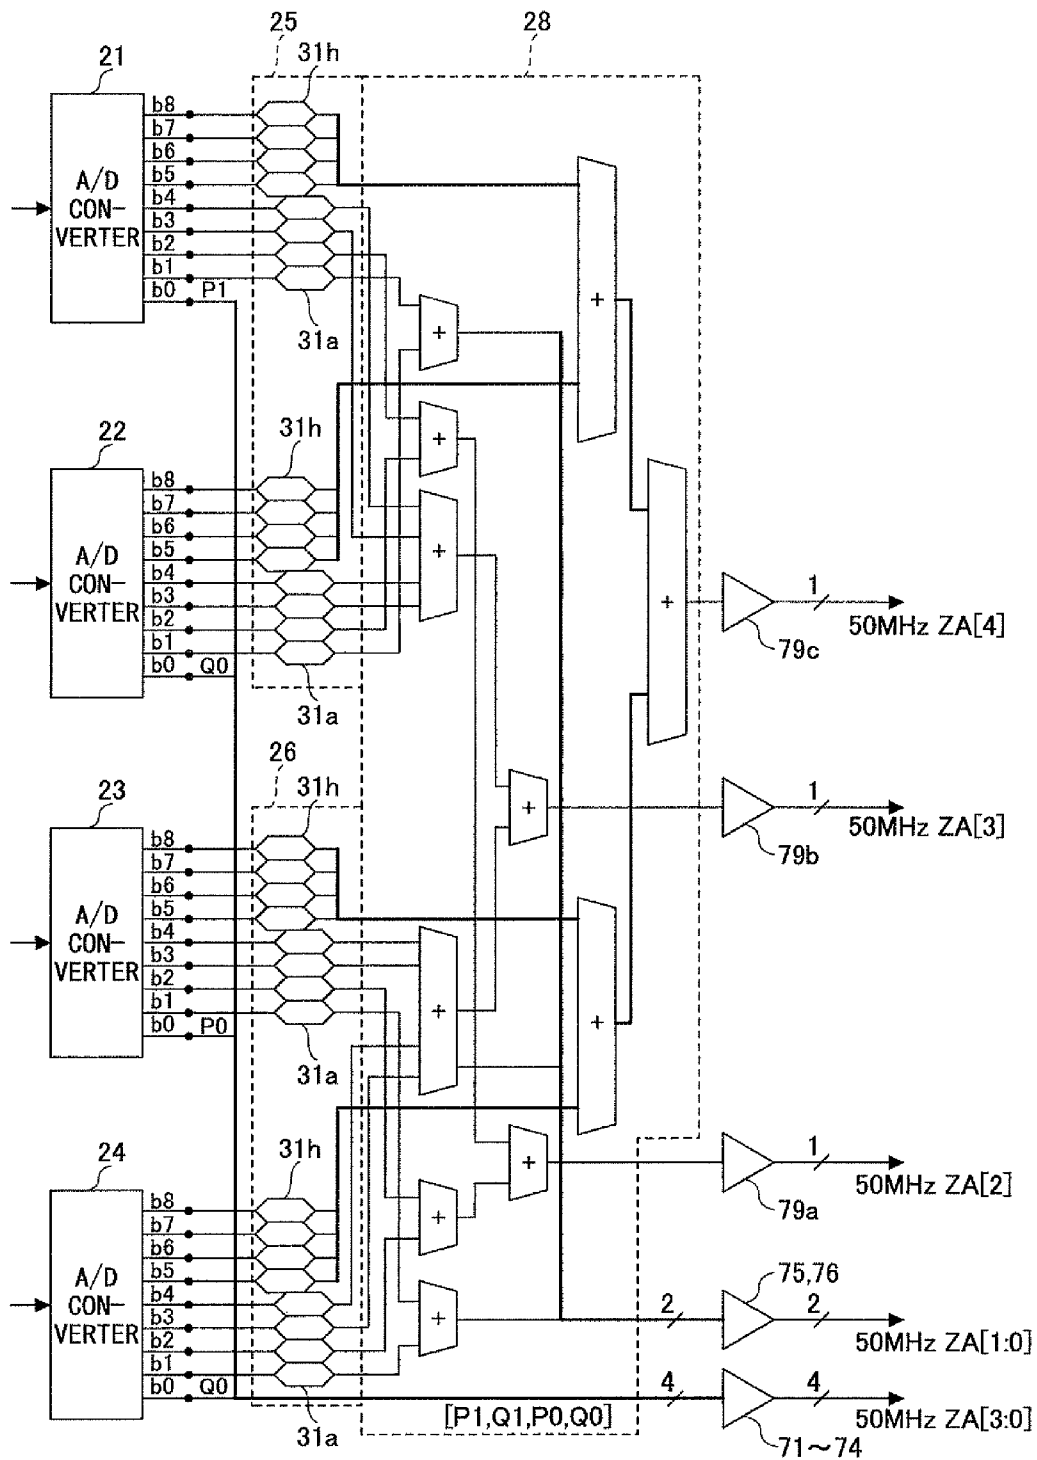 25
28
31h
21
b8
b7
b6
b5
b4
b3
b2
b1
b0
P1
A/D
CON-
VERTER
+
+
31a
31h
22
+
b8
b7
b6
b5
b4
b3
b2
b1
b0
Q0
A/D
CON-
VERTER
+
+
1
50MHz ZA[4]
79c
31a
26
31h
23
+
1
50MHz ZA[3]
79b
b8
b7
b6
b5
b4
b3
b2
b1
b0
P0
A/D
CON-
VERTER
+
+
31a
31h
24
+
1
50MHz ZA[2]
79a
b8
b7
b6
b5
b4
b3
b2
b1
b0
Q0
A/D
CON-
VERTER
+
+
75,76
2
2
50MHz ZA[1:0]
4
4
50MHz ZA[3:0]
31a
[P1,Q1,P0,Q0]
71～74